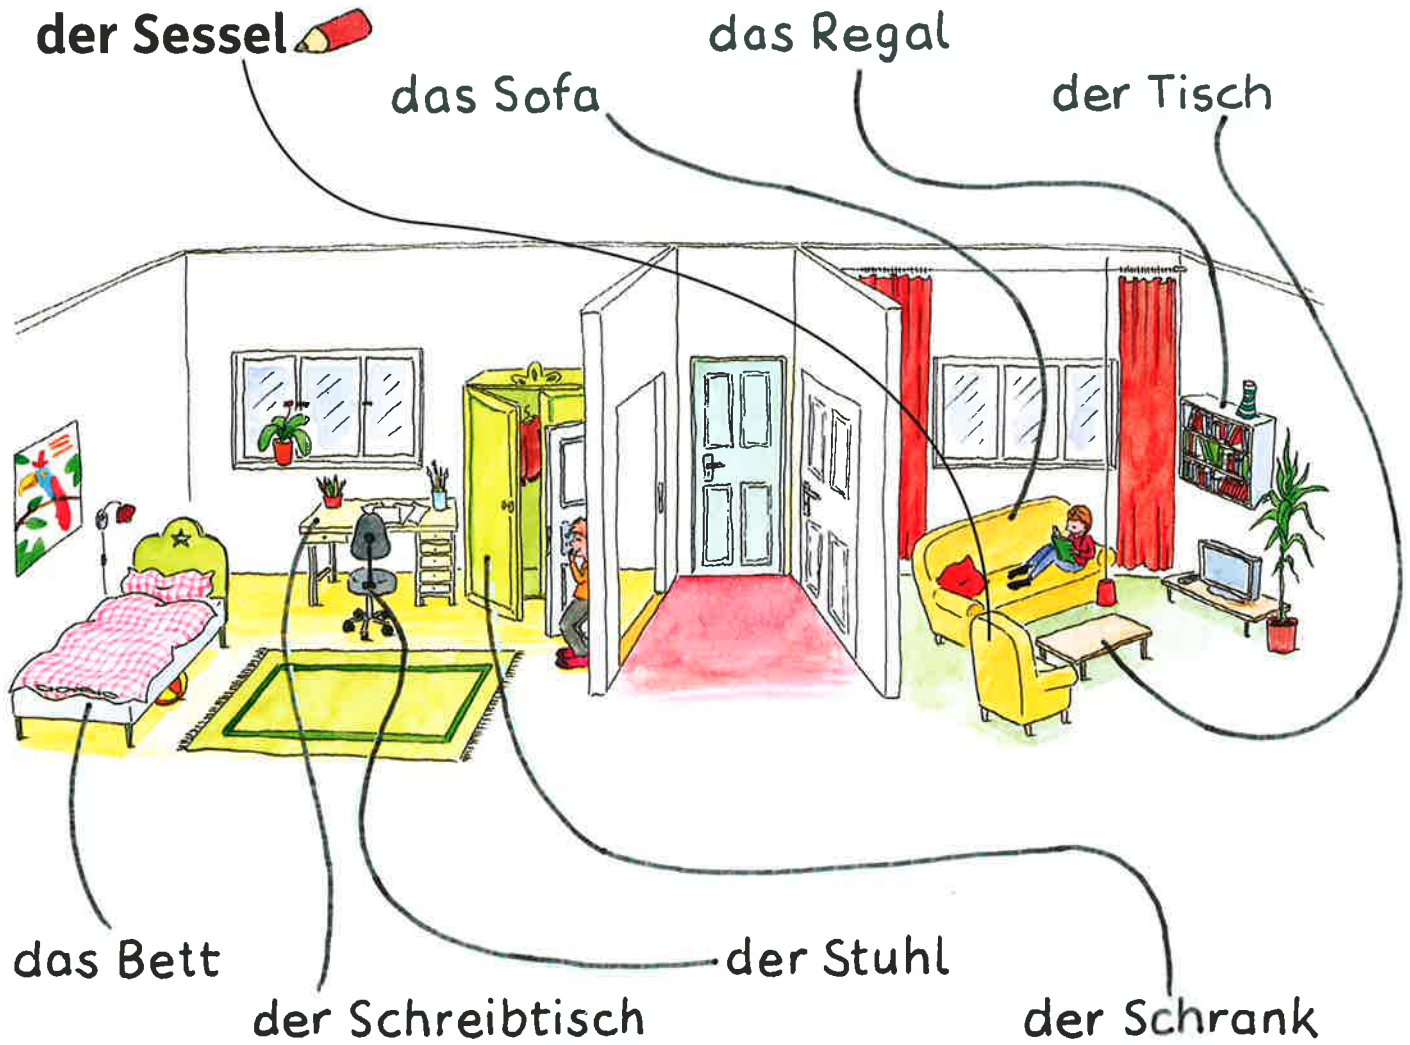 der Sessel
das Regal
das Sofa
der Tisch
das Bett
der Stuhl
der Schreibtisch
der Schrank